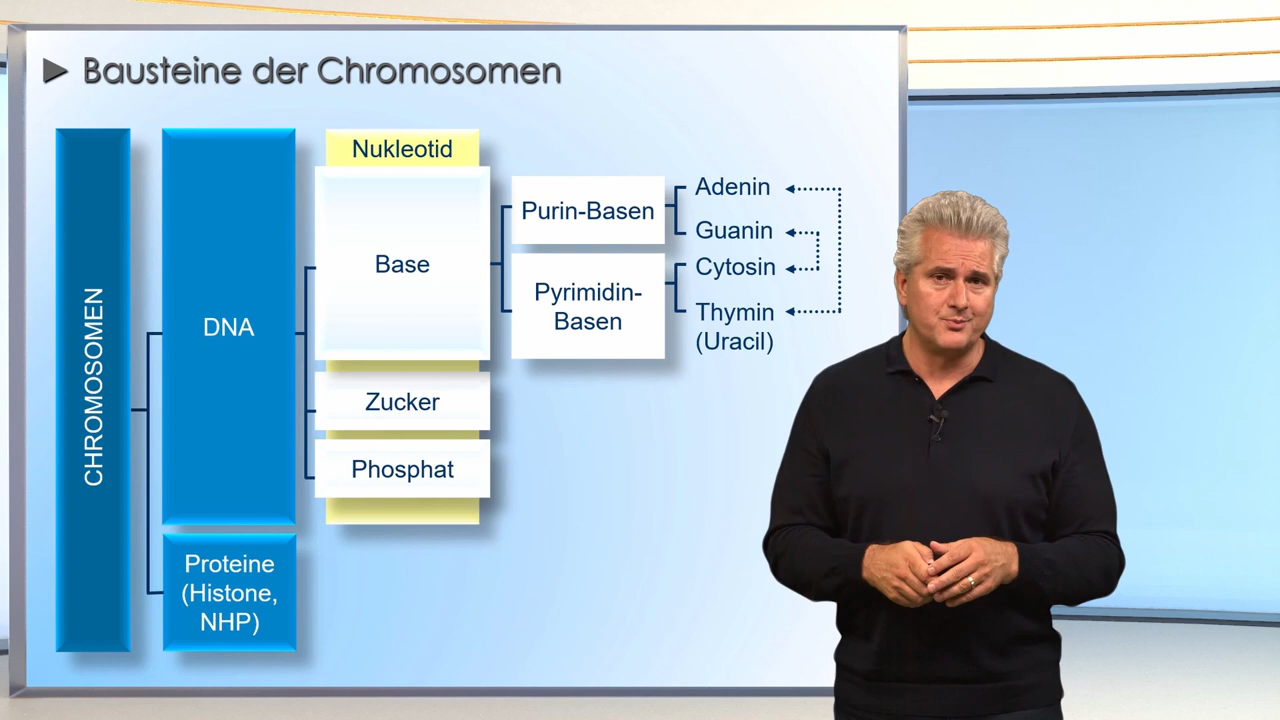 ► Bausteine der Chromosomen
CHROMOSOMEN
DNA
Proteine
(Histone,
NHP)
Nukleotid
Base
Zucker
Phosphat
Purin-Basen
Pyrimidin-
Basen
Adenin
Guanin
Cytosin
Thymin
(Uracil)